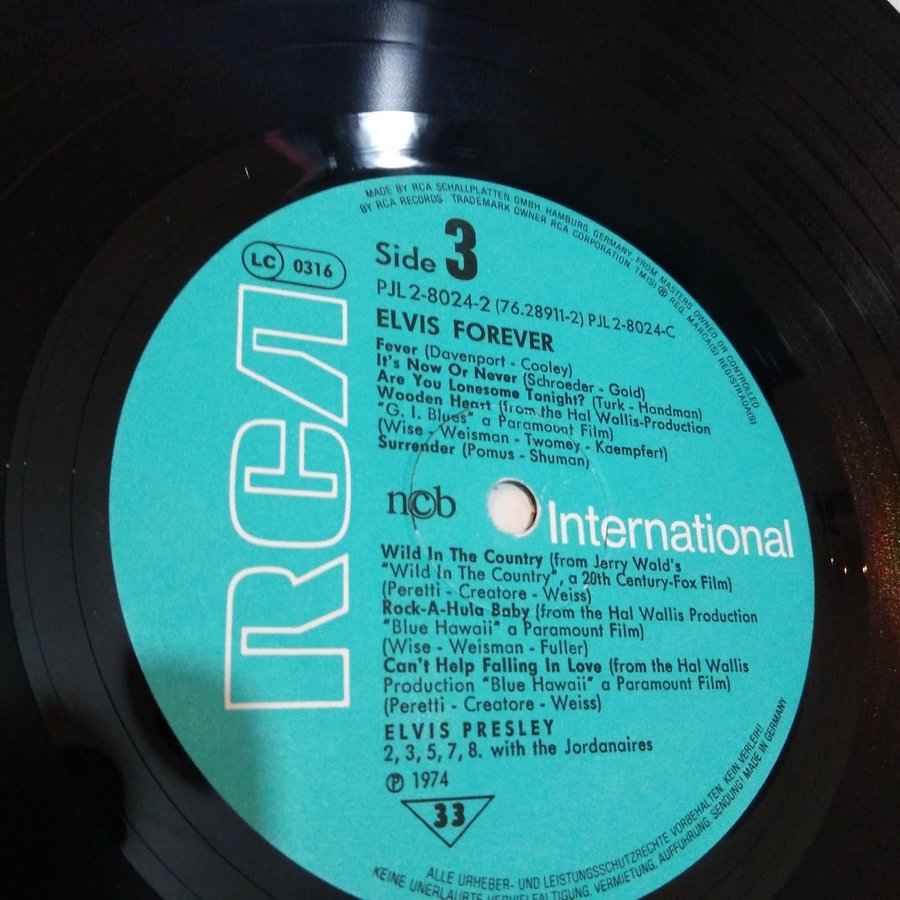 MADE BY RCA SCHALLPLATTEN GMBH, HAMBURG, GERMANY, FROM MASTERS OWNED OR CONTROLLED
BY RCA RECORDS TRADEMARK OWNER RCA CORPORATION. TM(S) ® REG. MARCA(S) REGISTRADA(S)
LC 0316
Side 3
PJL 2-8024-2 (76.28911-2) PJL 2-8024-C
ELVIS FOREVER
Fever (Davenport - Cooley)
It's Now Or Never (Schroeder - Gold)
Are You Lonesome Tonight? (Turk - Handman)
Wooden Heart (from the Hal Wallis-Production
"G. I. Blues" a Paramount Film)
(Wise - Weisman - Twomey - Kaempfert)
Surrender (Pomus - Shuman)
RCA
ncb
International
Wild In The Country (from Jerry Wald's
"Wild In The Country", a 20th Century-Fox Film)
(Peretti - Creatore - Weiss)
Rock-A-Hula Baby (from the Hal Wallis Production
"Blue Hawaii" a Paramount Film)
(Wise - Weisman - Fuller)
Can't Help Falling In Love (from the Hal Wallis
Production "Blue Hawaii" a Paramount Film)
(Peretti - Creatore - Weiss)
ELVIS PRESLEY
2, 3, 5, 7, 8. with the Jordanaires
℗ 1974
33
ALLE URHEBER- UND LEISTUNGSSCHUTZRECHTE VORBEHALTEN. KEIN VERLEIH!
KEINE UNERLAUBTE VERVIELFALTIGUNG, VERMIETUNG, AUFFUHRUNG, SENDUNG! MADE IN GERMANY